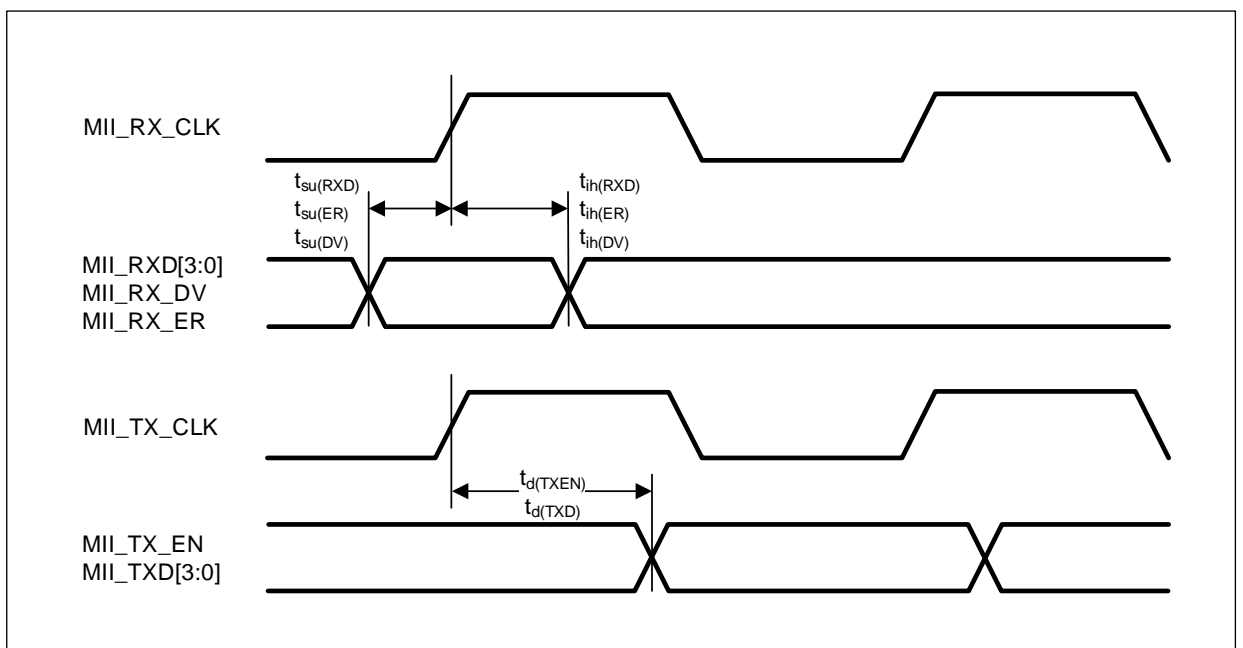 MII_RX_CLK
tsu(RXD)
tsu(ER)
tsu(DV)
tih(RXD)
tih(ER)
tih(DV)
MII_RXD[3:0]
MII_RX_DV
MII_RX_ER
MII_TX_CLK
td(TXEN)
td(TXD)
MII_TX_EN
MII_TXD[3:0]